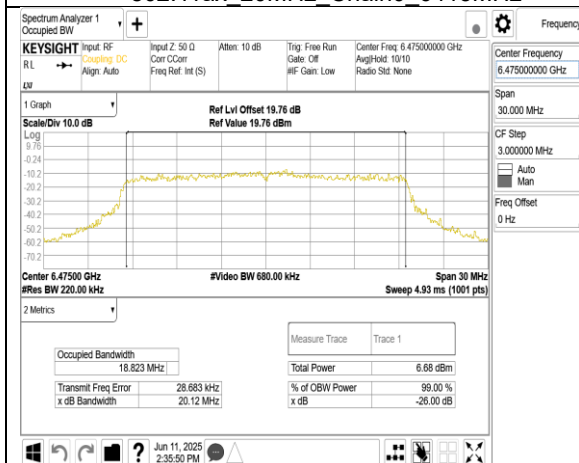 Spectrum Analyzer 1
Occupied BW
+
Frequency
KEYSIGHT
RL
Input: RF
Coupling: DC
Align: Auto
Input Z: 50 Ω
Corr CCorr
Freq Ref: Int (S)
Atten: 10 dB
Trig: Free Run
Gate: Off
#IF Gain: Low
Center Freq: 6.475000000 GHz
Avg|Hold: 10/10
Radio Std: None
Center Frequency
6.475000000 GHz
Span
30.000 MHz
CF Step
3.000000 MHz
Auto
Man
Freq Offset
0 Hz
1 Graph
Scale/Div 10.0 dB
Ref Lvl Offset 19.76 dB
Ref Value 19.76 dBm
Log
9.76
-0.24
-10.2
-20.2
-30.2
-40.2
-50.2
-60.2
-70.2
Center 6.47500 GHz
#Video BW 680.00 kHz
Span 30 MHz
#Res BW 220.00 kHz
Sweep 4.93 ms (1001 pts)
2 Metrics
Measure Trace
Trace 1
Occupied Bandwidth
18.823 MHz
Total Power
6.68 dBm
Transmit Freq Error
28.683 kHz
% of OBW Power
99.00 %
x dB Bandwidth
20.12 MHz
x dB
-26.00 dB
?
Jun 11, 2025
2:35:50 PM